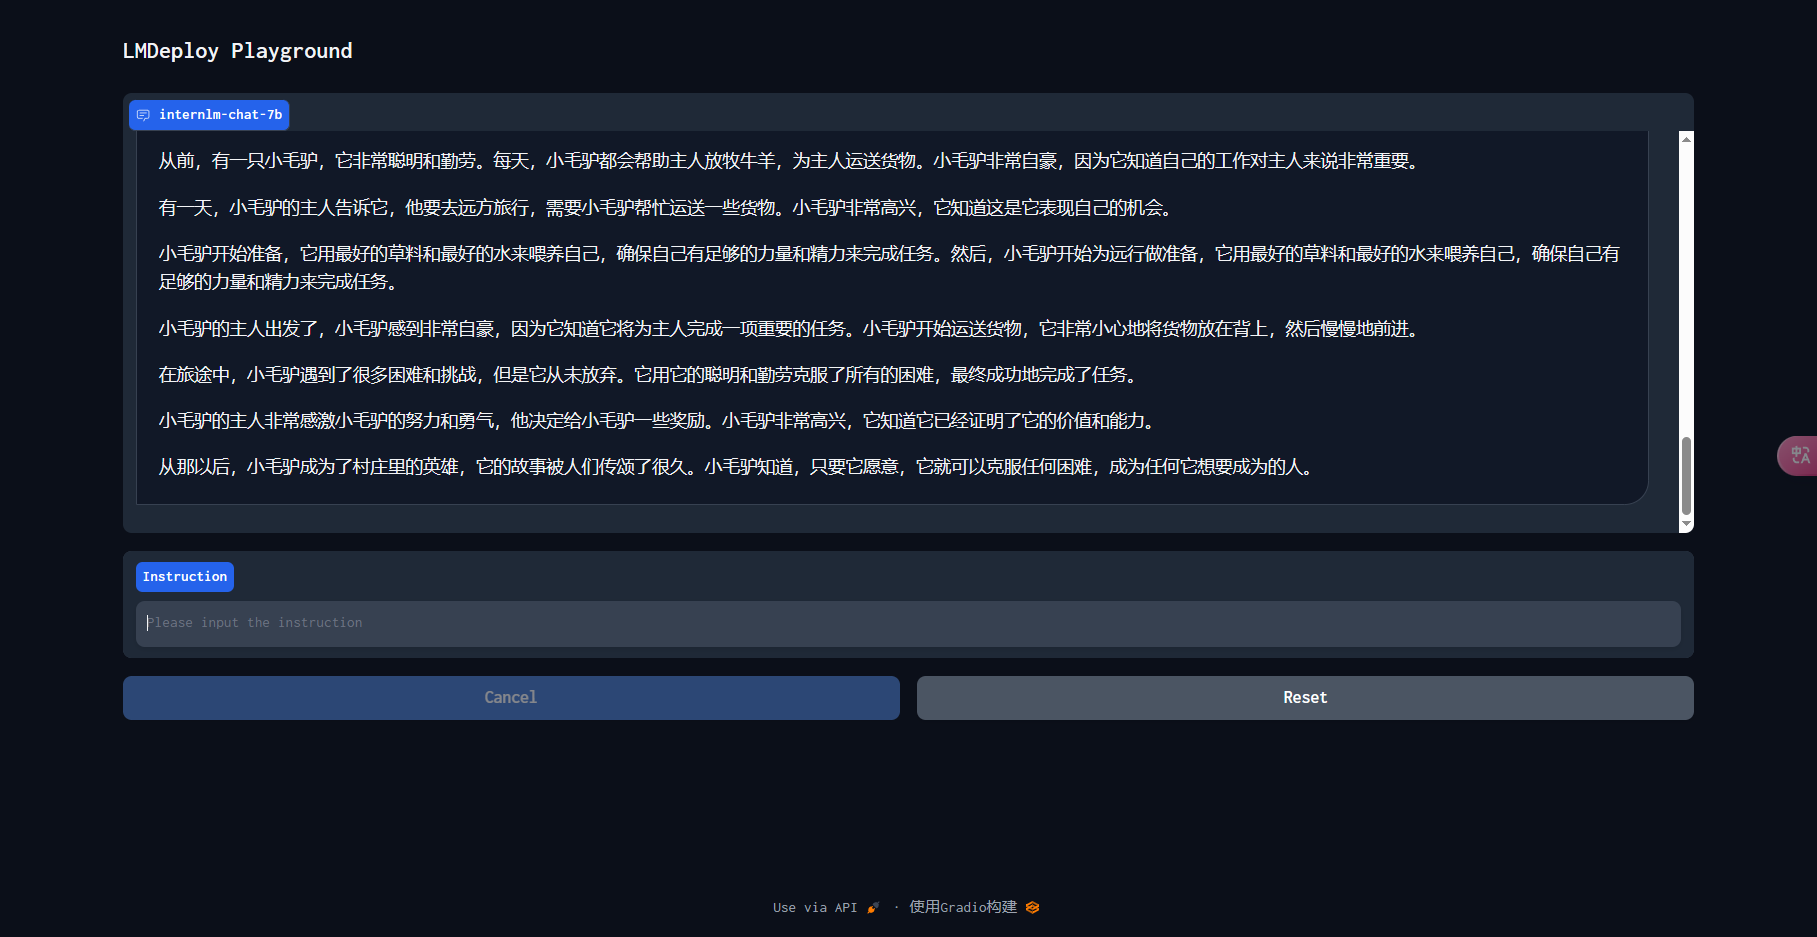 LMDeploy Playground
internlm-chat-7b
从前，有一只小毛驴，它非常聪明和勤劳。每天，小毛驴都会帮助主人放牧牛羊，为主人运送货物。小毛驴非常自豪，因为它知道自己的工作对主人来说非常重要。
有一天，小毛驴的主人告诉它，他要去远方旅行，需要小毛驴帮忙运送一些货物。小毛驴非常高兴，它知道这是它表现自己的机会。
小毛驴开始准备，它用最好的草料和最好的水来喂养自己，确保自己有足够的力量和精力来完成任务。然后，小毛驴开始为远行做准备，它用最好的草料和最好的水来喂养自己，确保自己有
足够的力量和精力来完成任务。
小毛驴的主人出发了，小毛驴感到非常自豪，因为它知道它将为主人完成一项重要的任务。小毛驴开始运送货物，它非常小心地将货物放在背上，然后慢慢地前进。
在旅途中，小毛驴遇到了很多困难和挑战，但是它从未放弃。它用它的聪明和勤劳克服了所有的困难，最终成功地完成了任务。
小毛驴的主人非常感激小毛驴的努力和勇气，他决定给小毛驴一些奖励。小毛驴非常高兴，它知道它已经证明了它的价值和能力。
从那以后，小毛驴成为了村庄里的英雄，它的故事被人们传颂了很久。小毛驴知道，只要它愿意，它就可以克服任何困难，成为任何它想要成为的人。
中A
Instruction
Please input the instruction
Cancel
Reset
Use via API · 使用Gradio构建